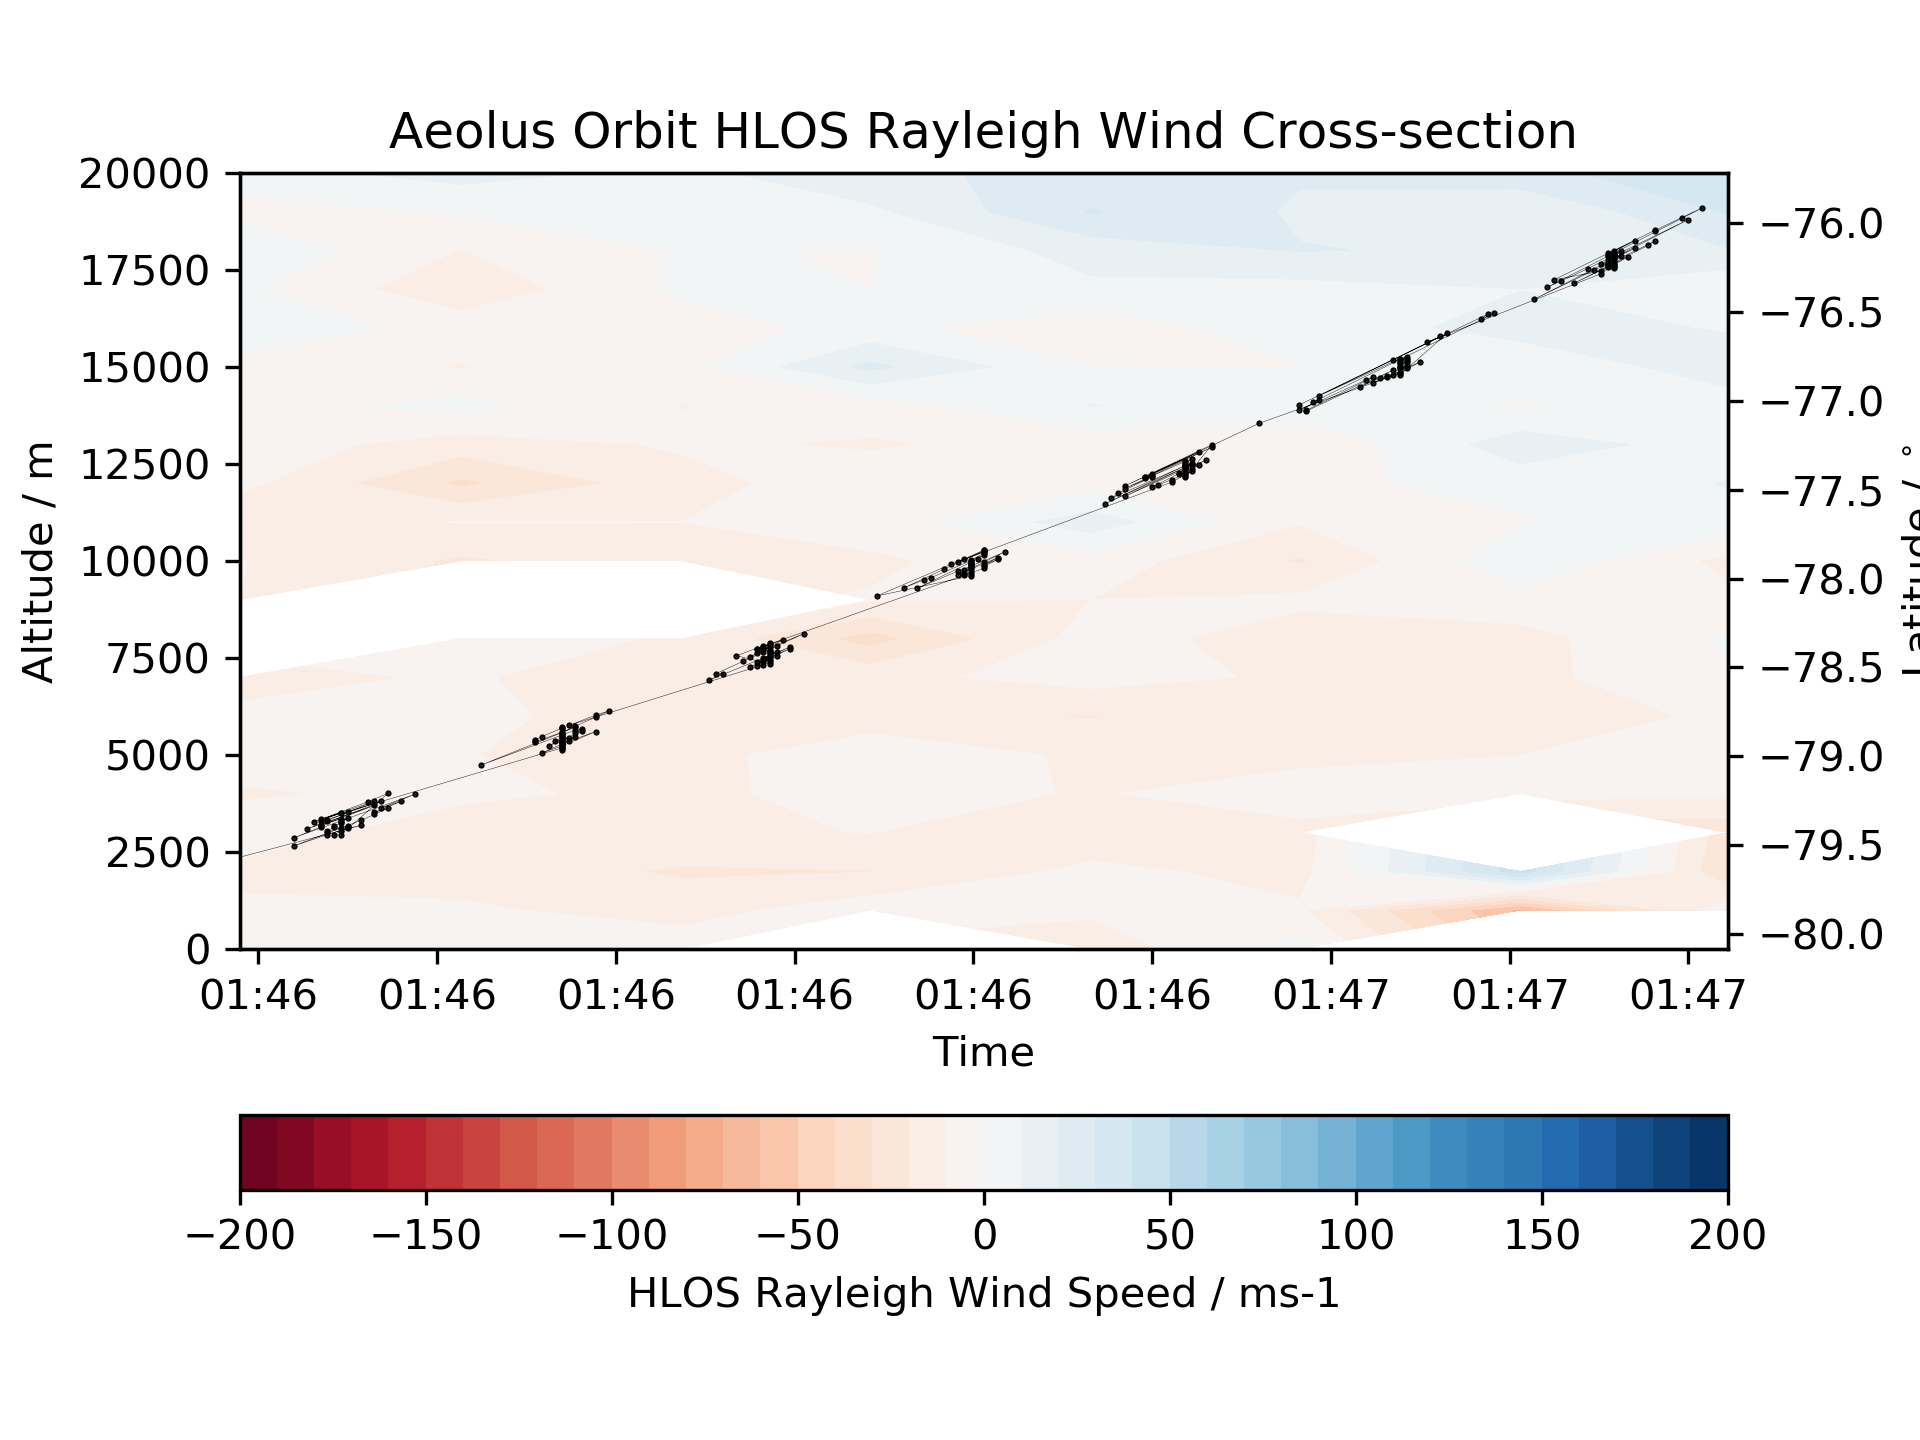 Aeolus Orbit HLOS Rayleigh Wind Cross-section
20000
17500
15000
12500
10000
7500
5000
2500
0
Altitude / m
−76.0
−76.5
−77.0
−77.5
−78.0
−78.5
−79.0
−79.5
−80.0
Latitude / °
01:46 01:46 01:46 01:46 01:46 01:46 01:47 01:47 01:47
Time
−200 −150 −100 −50 0 50 100 150 200
HLOS Rayleigh Wind Speed / ms-1